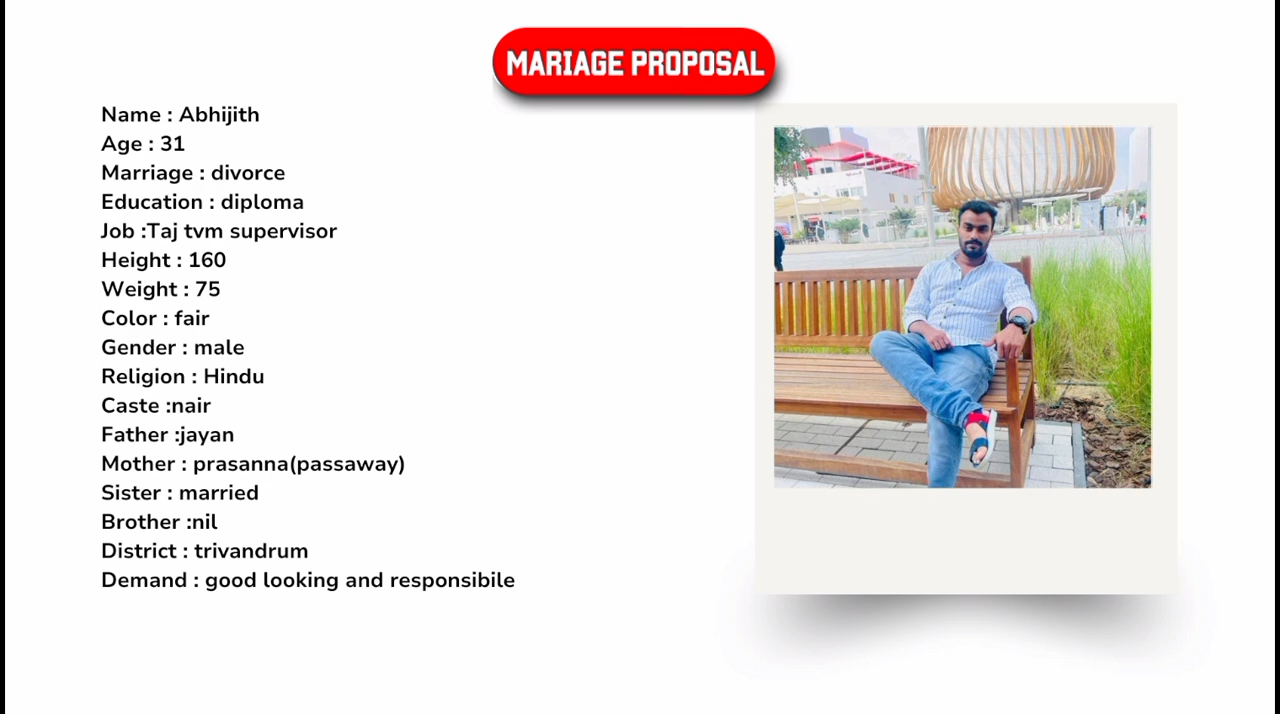 MARIAGE PROPOSAL
Name : Abhijith
Age : 31
Marriage : divorce
Education : diploma
Job :Taj tvm supervisor
Height : 160
Weight : 75
Color : fair
Gender : male
Religion : Hindu
Caste :nair
Father :jayan
Mother : prasanna(passaway)
Sister : married
Brother :nil
District : trivandrum
Demand : good looking and responsibile